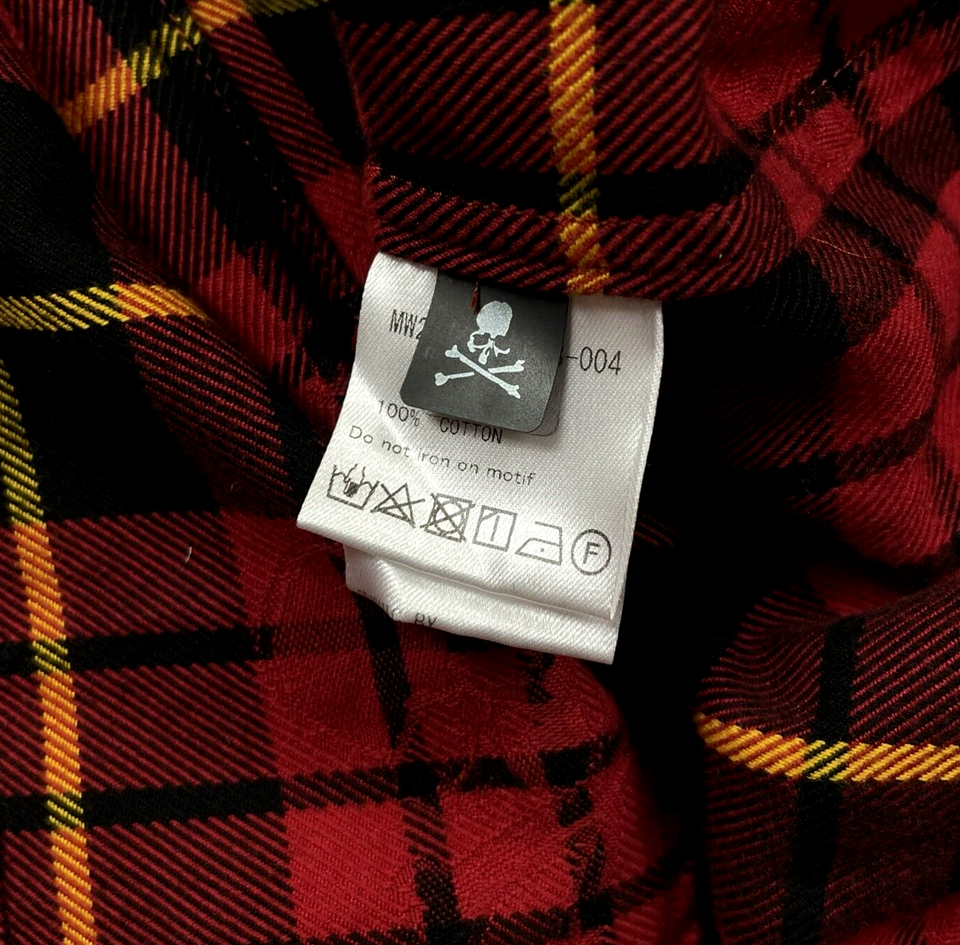 MW2
-004
100% COTTON
Do not iron on motif
F